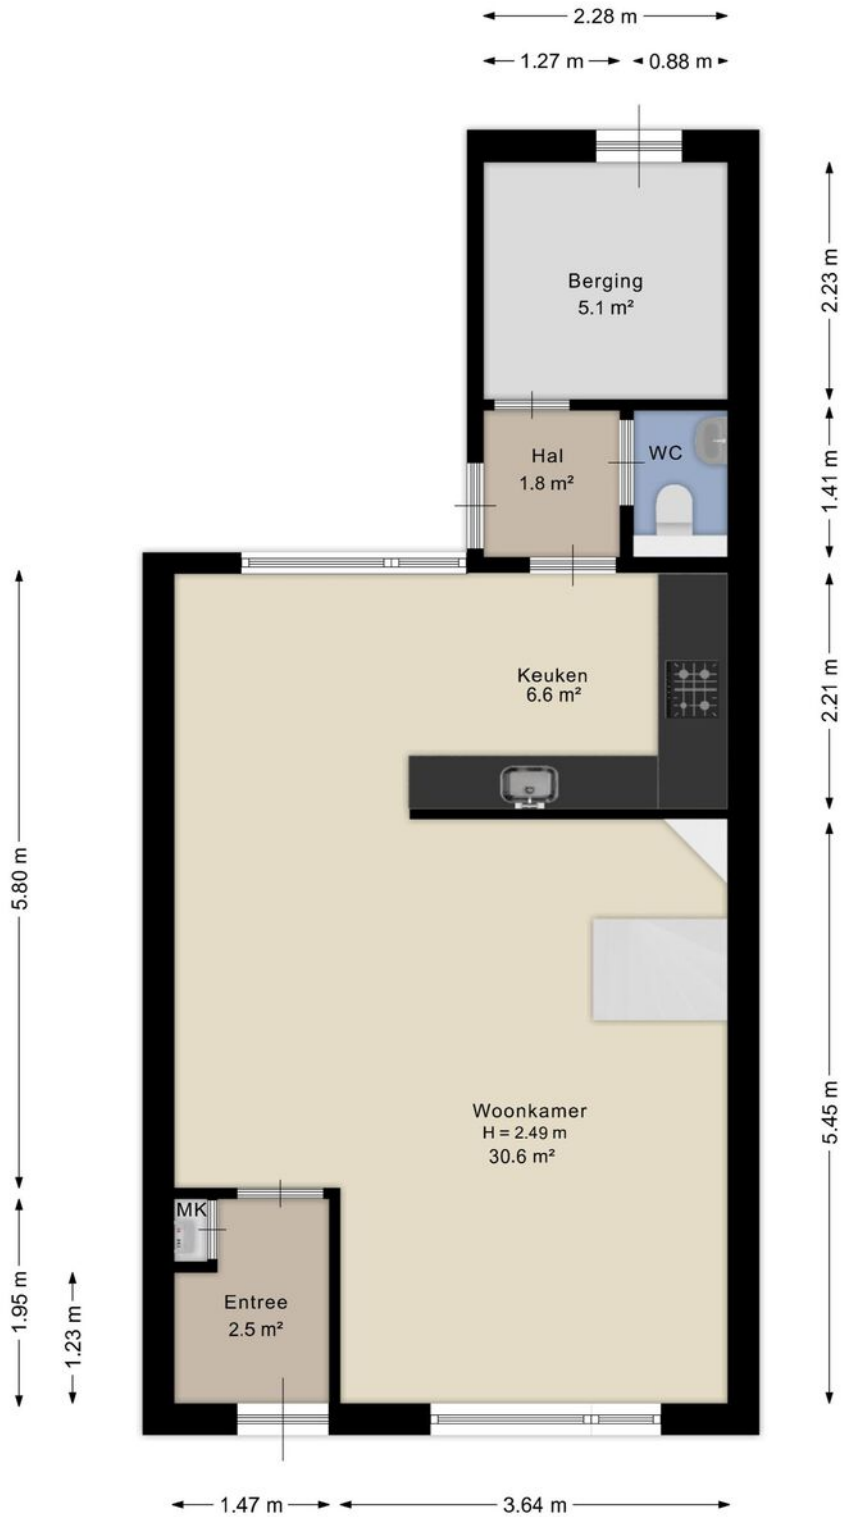 2.28 m
1.27 m
0.88 m
Berging
5.1 m²
2.23 m
Hal
1.8 m²
WC
1.41 m
Keuken
6.6 m²
2.21 m
5.80 m
Woonkamer
H = 2.49 m
30.6 m²
5.45 m
MK
Entree
2.5 m²
1.95 m
1.23 m
1.47 m
3.64 m